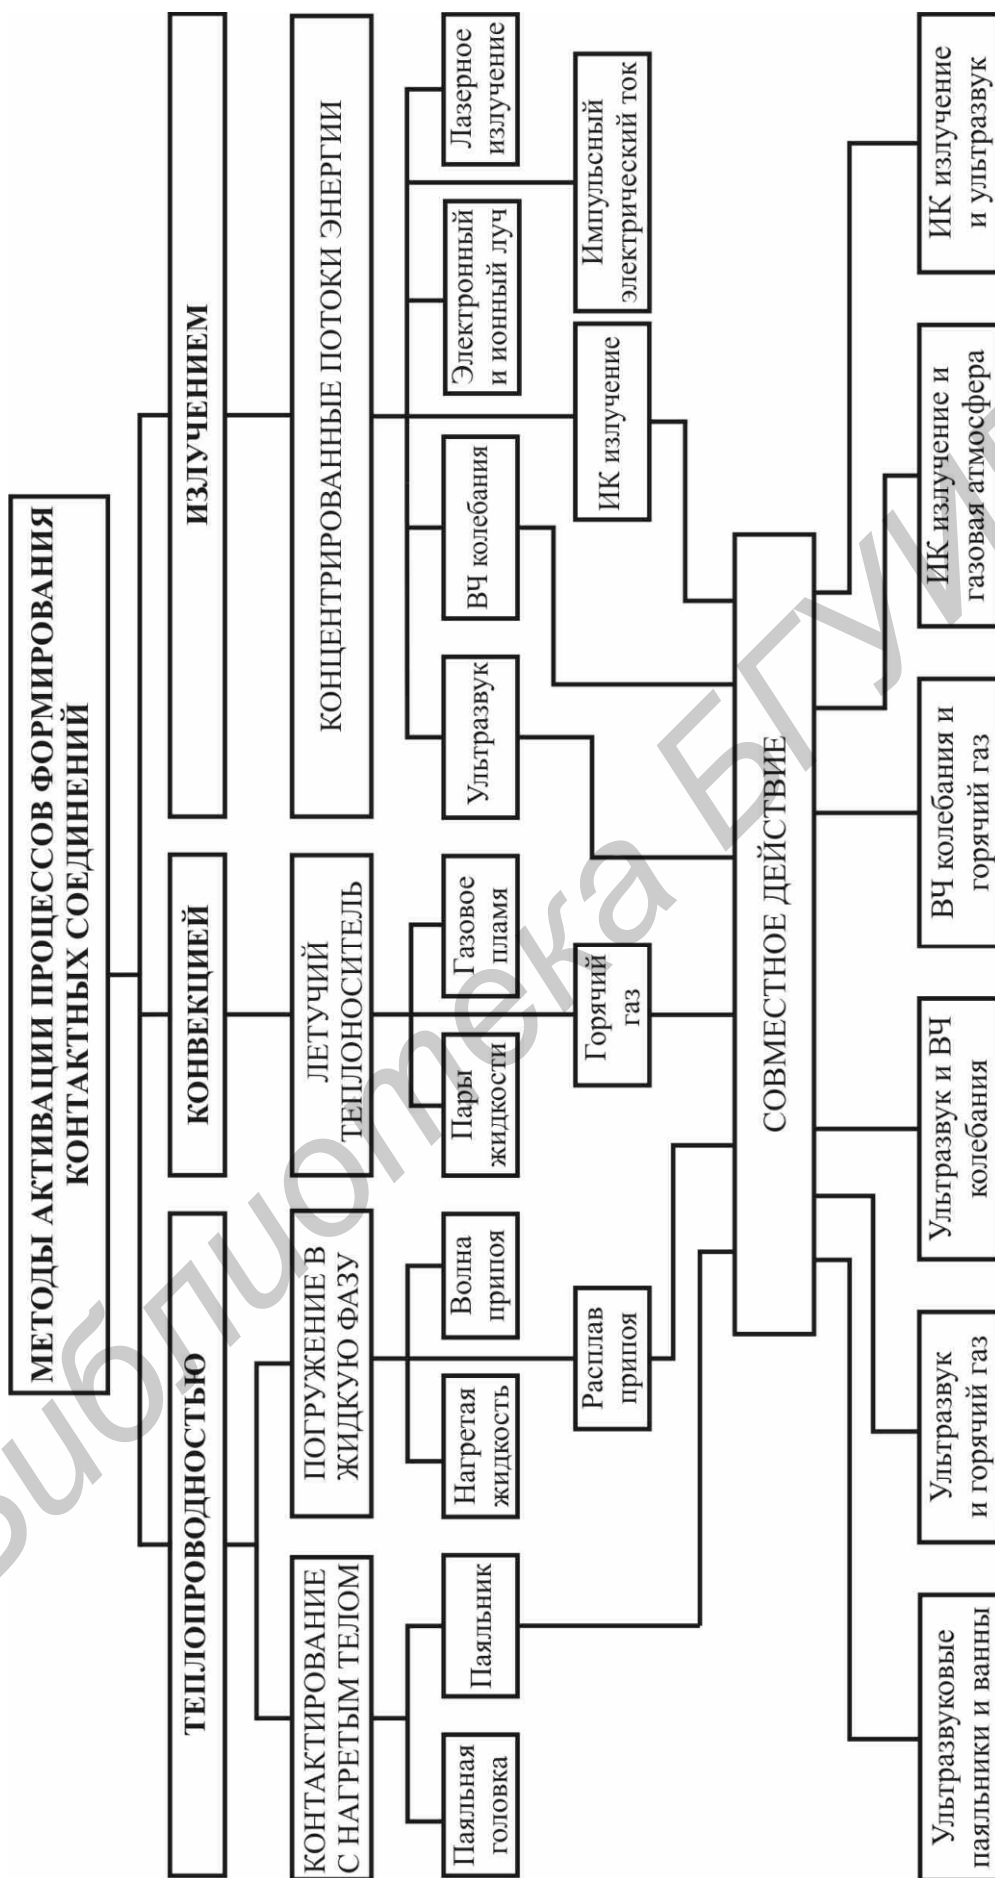 МЕТОДЫ АКТИВАЦИИ ПРОЦЕССОВ ФОРМИРОВАНИЯ
КОНТАКТНЫХ СОЕДИНЕНИЙ
ТЕПЛОПРОВОДНОСТЬЮ
КОНВЕКЦИЕЙ
ИЗЛУЧЕНИЕМ
КОНТАКТИРОВАНИЕ
С НАГРЕТЫМ ТЕЛОМ
ПОГРУЖЕНИЕ В
ЖИДКУЮ ФАЗУ
ЛЕТУЧИЙ
ТЕПЛОНОСИТЕЛЬ
КОНЦЕНТРИРОВАННЫЕ ПОТОКИ ЭНЕРГИИ
Паяльная
головка
Паяльник
Нагретая
жидкость
Волна
припоя
Пары
жидкости
Газовое
пламя
Ультразвук
ВЧ колебания
Электронный
и ионный луч
Лазерное
излучение
Расплав
припоя
Горячий
газ
ИК излучение
Импульсный
электрический ток
СОВМЕСТНОЕ ДЕЙСТВИЕ
Ультразвуковые
паяльники и ванны
Ультразвук
и горячий газ
Ультразвук и ВЧ
колебания
ВЧ колебания и
горячий газ
ИК излучение и
газовая атмосфера
ИК излучение
и ультразвук